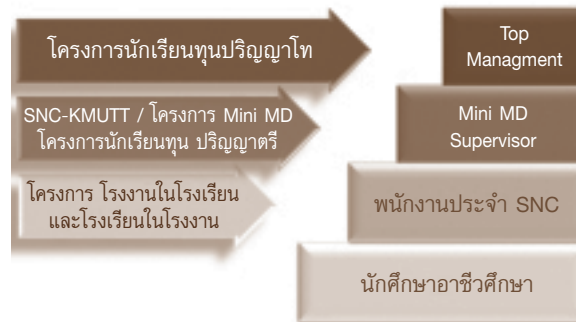 โครงการนักเรียนทุนปริญญาโท
Top
Managment
SNC-KMUTT / โครงการ Mini MD
โครงการนักเรียนทุน ปริญญาตรี
Mini MD
Supervisor
โครงการ โรงงานในโรงเรียน
และโรงเรียนในโรงงาน
พนักงานประจำ SNC
นักศึกษาอาชีวศึกษา